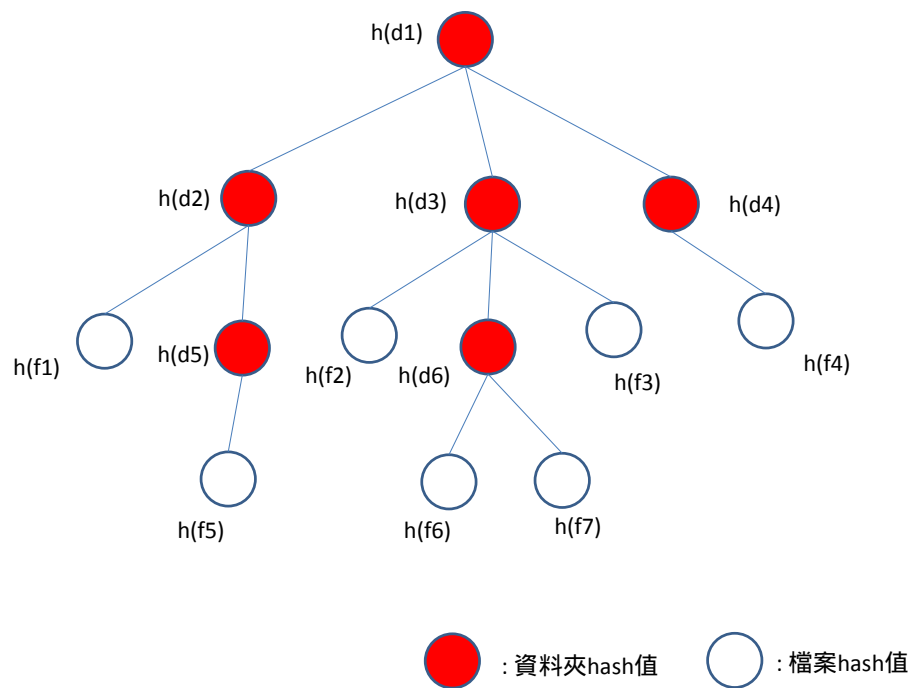 h(d1)
h(d2)
h(d3)
h(d4)
h(f1)
h(d5)
h(f2)
h(d6)
h(f3)
h(f4)
h(f5)
h(f6)
h(f7)
: 資料夾hash值
: 檔案hash值